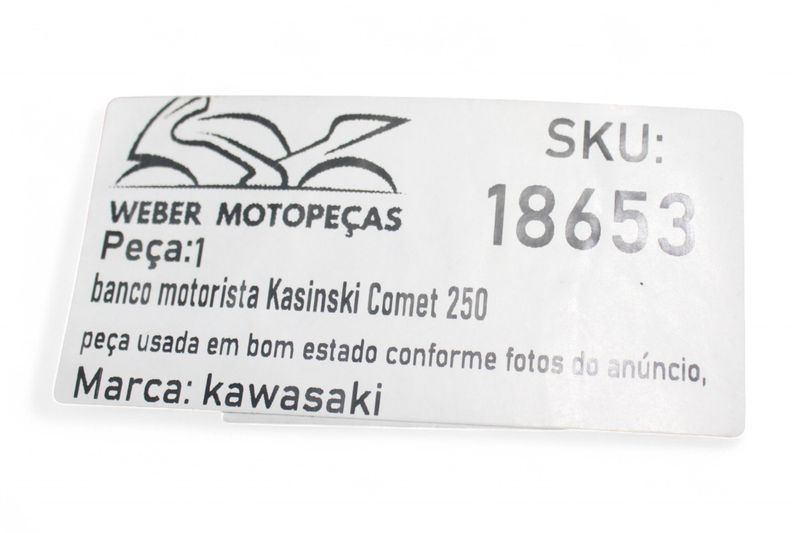 WEBER MOTOPEÇAS
SKU:
18653
Peça:1
banco motorista Kasinski Comet 250
peça usada em bom estado conforme fotos do anúncio,
Marca: kawasaki